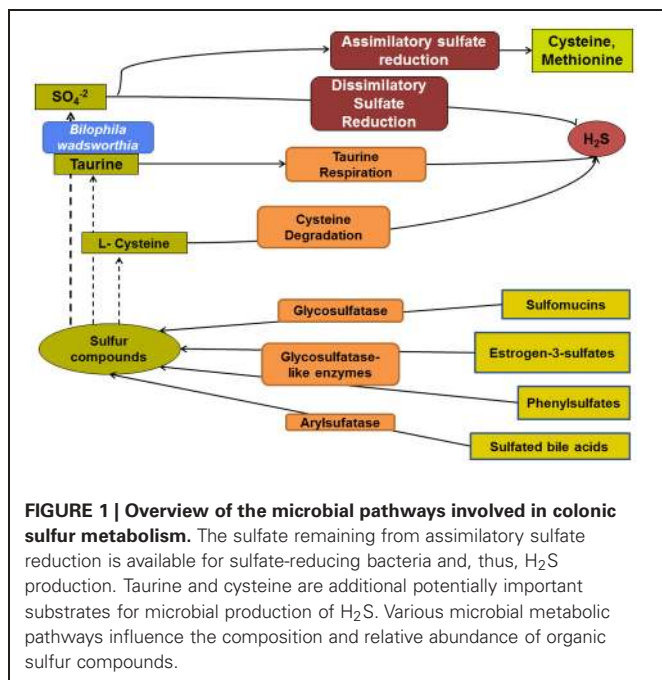 Assimilatory sulfate
reduction
Cysteine,
Methionine
SO₄⁻²
Dissimilatory
Sulfate
Reduction
H₂S
Bilophila
wadsworthia
Taurine
Taurine
Respiration
L- Cysteine
Cysteine
Degradation
Sulfur
compounds
Glycosulfatase
Sulfomucins
Glycosulfatase-
like enzymes
Estrogen-3-sulfates
Phenylsulfates
Arylsufatase
Sulfated bile acids
FIGURE 1 | Overview of the microbial pathways involved in colonic
sulfur metabolism. The sulfate remaining from assimilatory sulfate
reduction is available for sulfate-reducing bacteria and, thus, H₂S
production. Taurine and cysteine are additional potentially important
substrates for microbial production of H₂S. Various microbial metabolic
pathways influence the composition and relative abundance of organic
sulfur compounds.